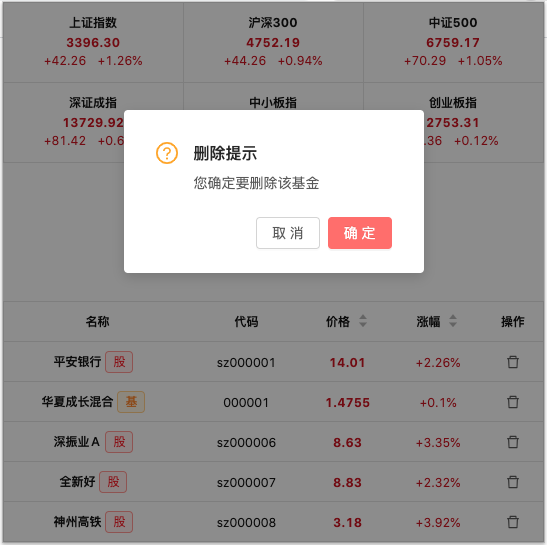 上证指数 沪深300 中证500
3396.30 4752.19 6759.17
+42.26 +1.26% +44.26 +0.94% +70.29 +1.05%
深证成指 中小板指 创业板指
13729.92 2753.31
+81.42 +0.6 .36 +0.12%
删除提示
您确定要删除该基金
取 消 确 定
名称 代码 价格 涨幅 操作
平安银行 股 sz000001 14.01 +2.26%
华夏成长混合 基 000001 1.4755 +0.1%
深振业Ａ 股 sz000006 8.63 +3.35%
全新好 股 sz000007 8.83 +2.32%
神州高铁 股 sz000008 3.18 +3.92%